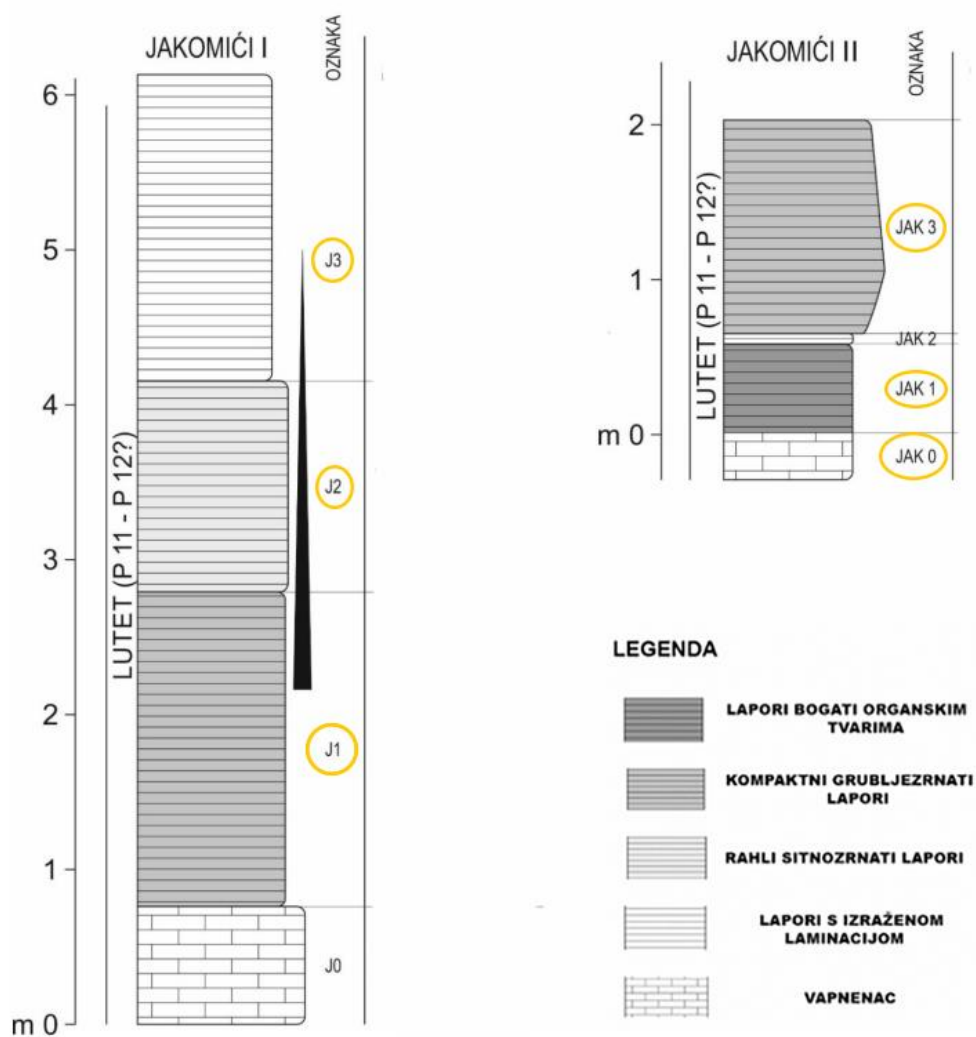 JAKOMIĆI I
OZNAKA
6
5
4
3
2
1
m 0
LUTET (P 11 - P 12?)
J3
J2
J1
J0
JAKOMIĆI II
OZNAKA
2
1
m 0
LUTET (P 11 - P 12?)
JAK 3
JAK 2
JAK 1
JAK 0
LEGENDA
LAPORI BOGATI ORGANSKIM
TVARIMA
KOMPAKTNI GRUBLJEZRNATI
LAPORI
RAHLI SITNOZRNATI LAPORI
LAPORI S IZRAŽENOM
LAMINACIJOM
VAPNENAC